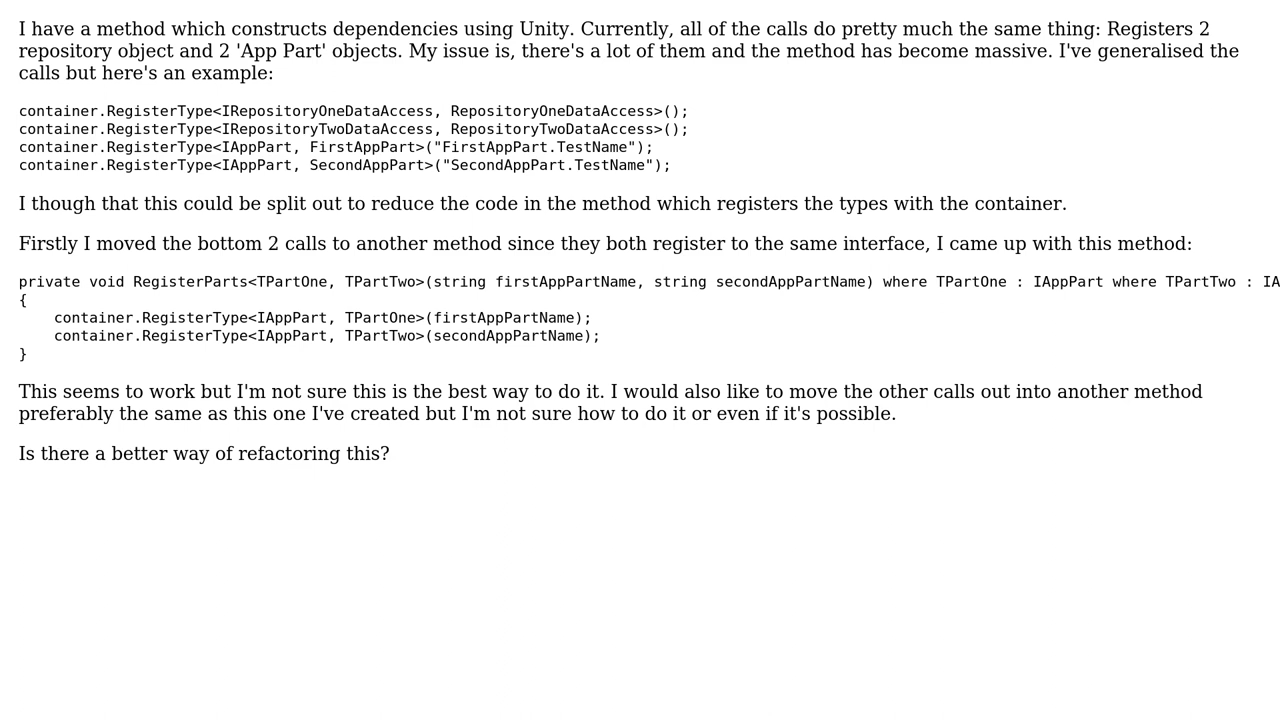 I have a method which constructs dependencies using Unity. Currently, all of the calls do pretty much the same thing: Registers 2
repository object and 2 'App Part' objects. My issue is, there's a lot of them and the method has become massive. I've generalised the
calls but here's an example:
container.RegisterType<IRepositoryOneDataAccess, RepositoryOneDataAccess>();
container.RegisterType<IRepositoryTwoDataAccess, RepositoryTwoDataAccess>();
container.RegisterType<IAppPart, FirstAppPart>("FirstAppPart.TestName");
container.RegisterType<IAppPart, SecondAppPart>("SecondAppPart.TestName");
I though that this could be split out to reduce the code in the method which registers the types with the container.
Firstly I moved the bottom 2 calls to another method since they both register to the same interface, I came up with this method:
private void RegisterParts<TPartOne, TPartTwo>(string firstAppPartName, string secondAppPartName) where TPartOne : IAppPart where TPartTwo : IA
{
    container.RegisterType<IAppPart, TPartOne>(firstAppPartName);
    container.RegisterType<IAppPart, TPartTwo>(secondAppPartName);
}
This seems to work but I'm not sure this is the best way to do it. I would also like to move the other calls out into another method
preferably the same as this one I've created but I'm not sure how to do it or even if it's possible.
Is there a better way of refactoring this?